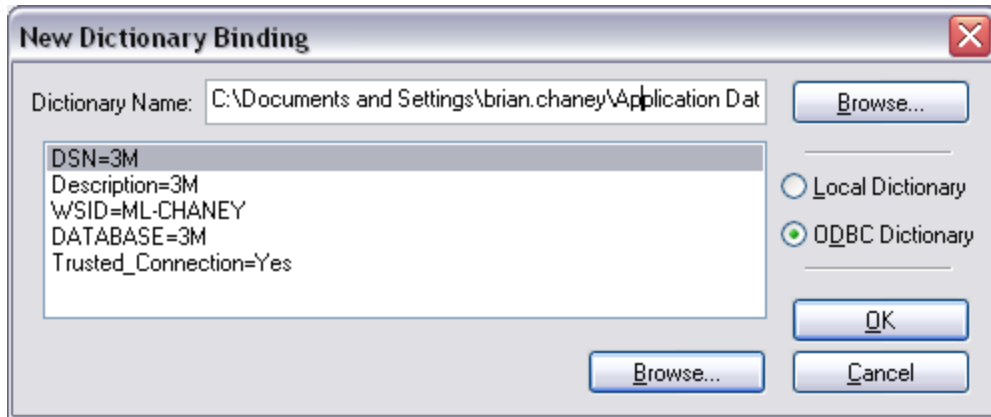 New Dictionary Binding
Dictionary Name: C:\Documents and Settings\brian.chaney\Application Dat Browse...
DSN=3M
Description=3M
WSID=ML-CHANEY
DATABASE=3M
Trusted_Connection=Yes
Local Dictionary
ODBC Dictionary
OK
Browse... Cancel